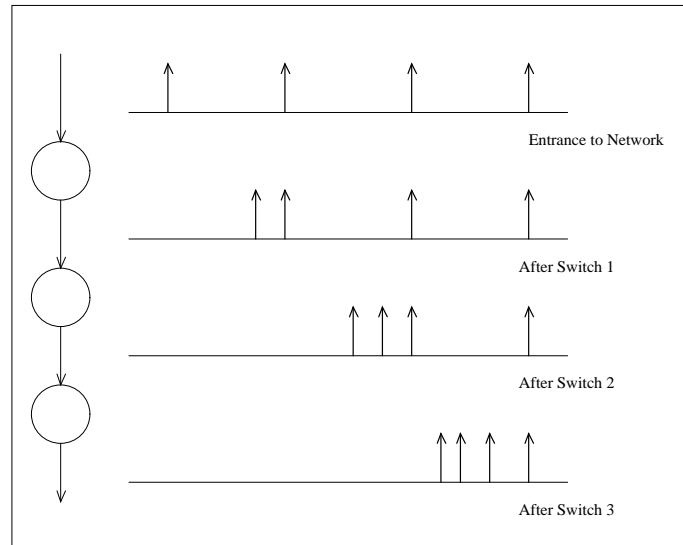 Entrance to Network
After Switch 1
After Switch 2
After Switch 3